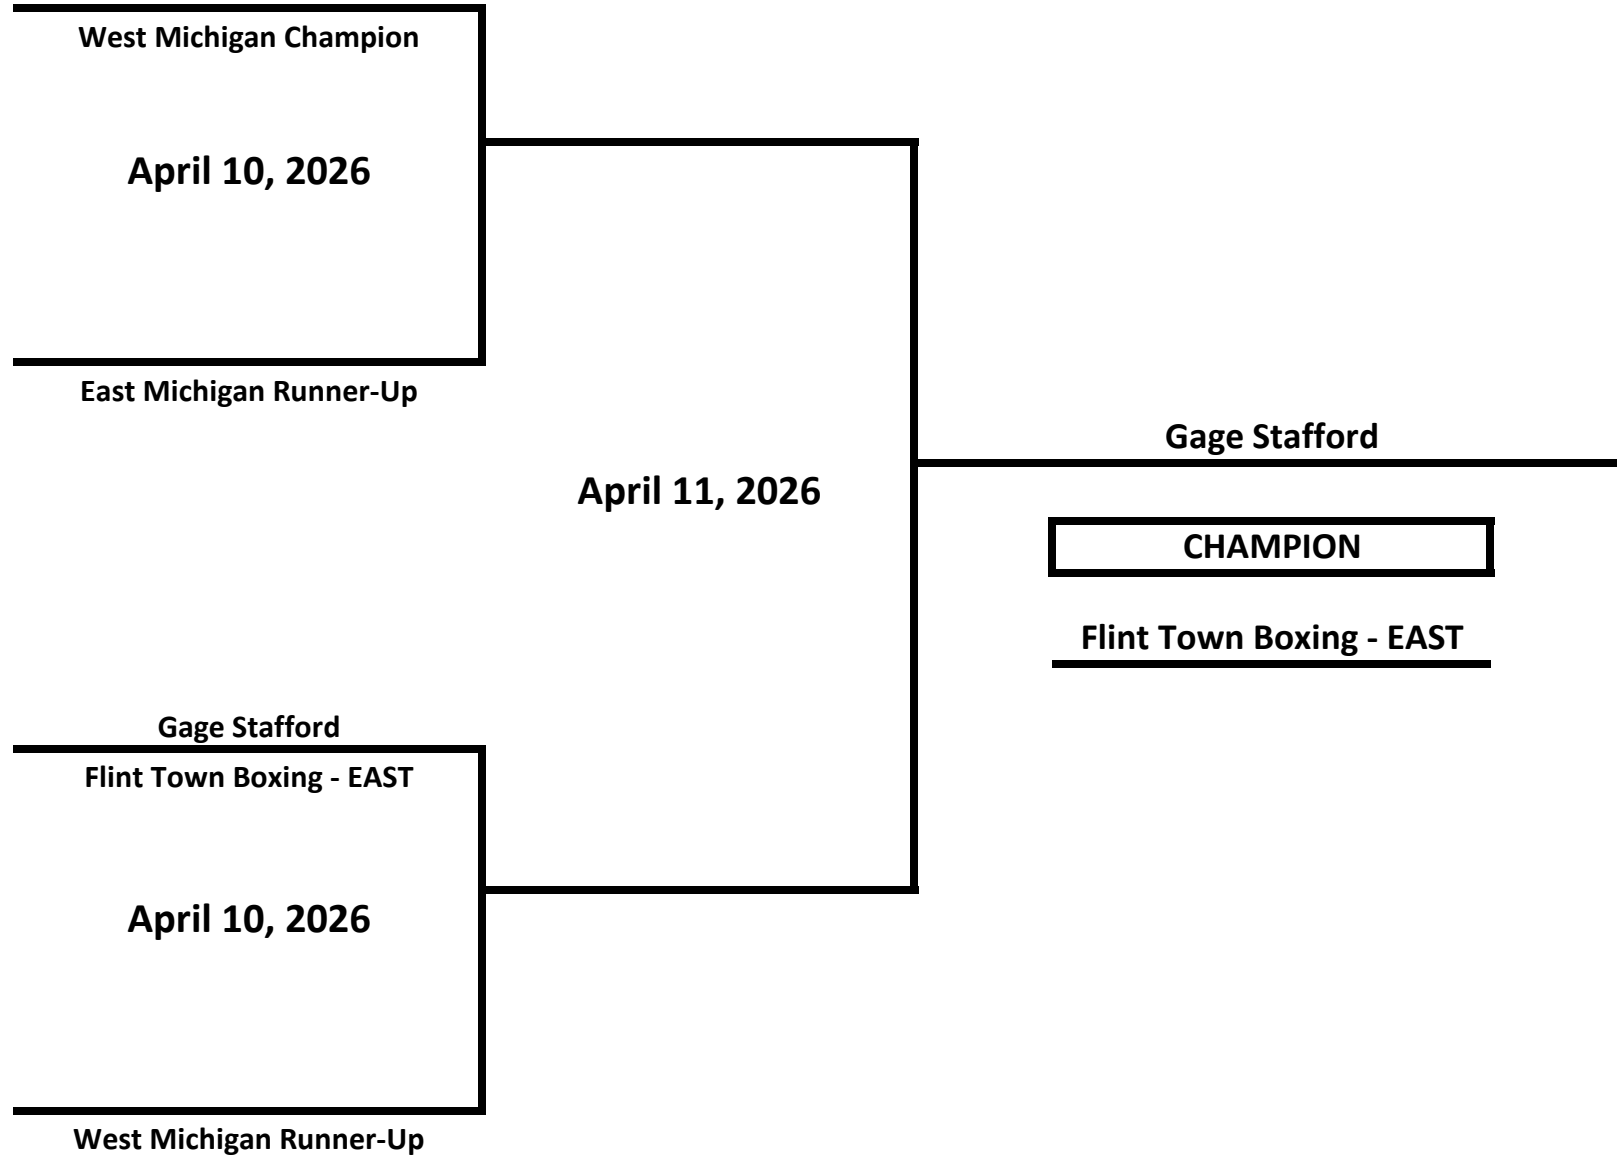 West Michigan Champion
April 10, 2026
East Michigan Runner-Up
Gage Stafford
April 11, 2026
CHAMPION
Flint Town Boxing - EAST
Gage Stafford
Flint Town Boxing - EAST
April 10, 2026
West Michigan Runner-Up